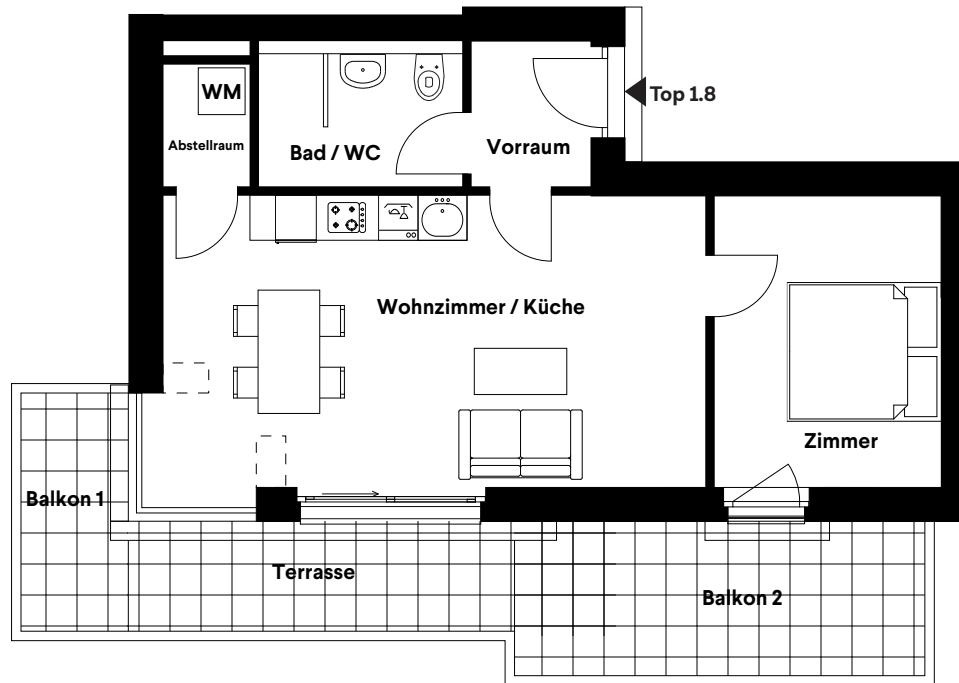 WM
Top 1.8
Abstellraum
Bad / WC
Vorraum
Wohnzimmer / Küche
Zimmer
Balkon 1
Terrasse
Balkon 2